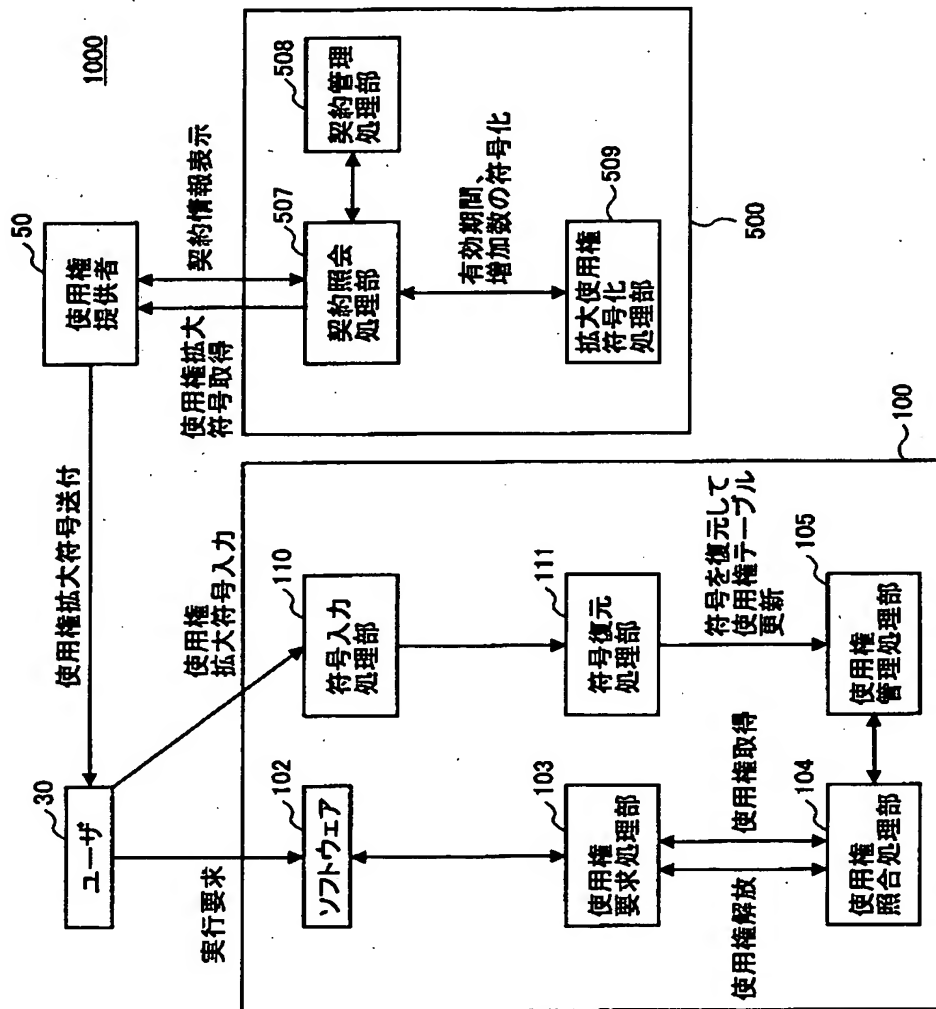 1000
50
使用権
提供者
契約情報表示
使用権拡大
符号取得
507
契約照会
処理部
508
契約管理
処理部
有効期間、
増加数の符号化
509
拡大使用権
符号化
処理部
500
使用権拡大符号送付
30
ユーザ
実行要求
使用権
拡大符号入力
102
ソフトウェア
110
符号入力
処理部
103
使用権
要求処理部
111
符号復元
処理部
符号を復元して
使用権テーブル
更新
使用権解放
使用権取得
104
使用権
照合処理部
105
使用権
管理処理部
100